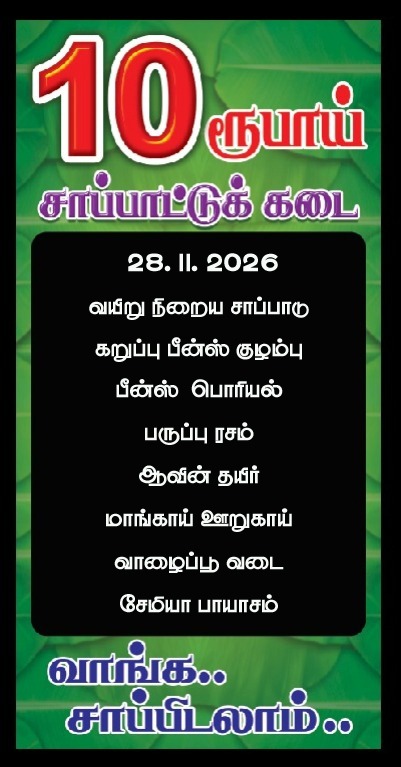 10 ரூபாய்
சாப்பாட்டுக் கடை
28. 11. 2026
வயிறு நிறைய சாப்பாடு
கறுப்பு பீன்ஸ் குழம்பு
பீன்ஸ் பொரியல்
பருப்பு ரசம்
ஆவின் தயிர்
மாங்காய் ஊறுகாய்
வாழைப்பூ வடை
சேமியா பாயாசம்
வாங்க..
சாப்பிடலாம்..